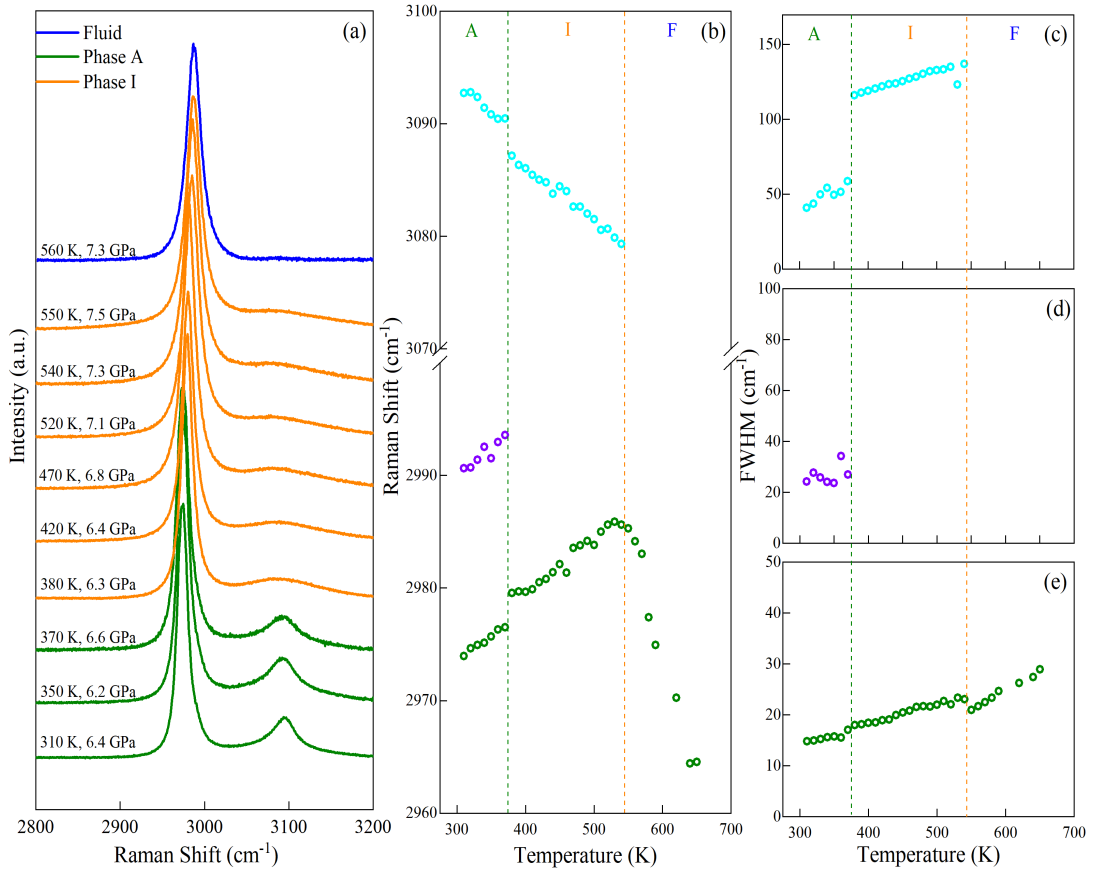 (a)
Fluid
Phase A
Phase I
560 K, 7.3 GPa
550 K, 7.5 GPa
540 K, 7.3 GPa
520 K, 7.1 GPa
470 K, 6.8 GPa
420 K, 6.4 GPa
380 K, 6.3 GPa
370 K, 6.6 GPa
350 K, 6.2 GPa
310 K, 6.4 GPa
Intensity (a.u.)
2800 2900 3000 3100 3200
Raman Shift (cm-1)
A I F (b)
3100
3090
3080
3070
2990
2980
2970
2960
Raman Shift (cm-1)
300 400 500 600 700
Temperature (K)
A I F (c)
150
100
50
0
(d)
100
80
60
40
20
0
FWHM (cm-1)
(e)
50
40
30
20
10
0
300 400 500 600 700
Temperature (K)